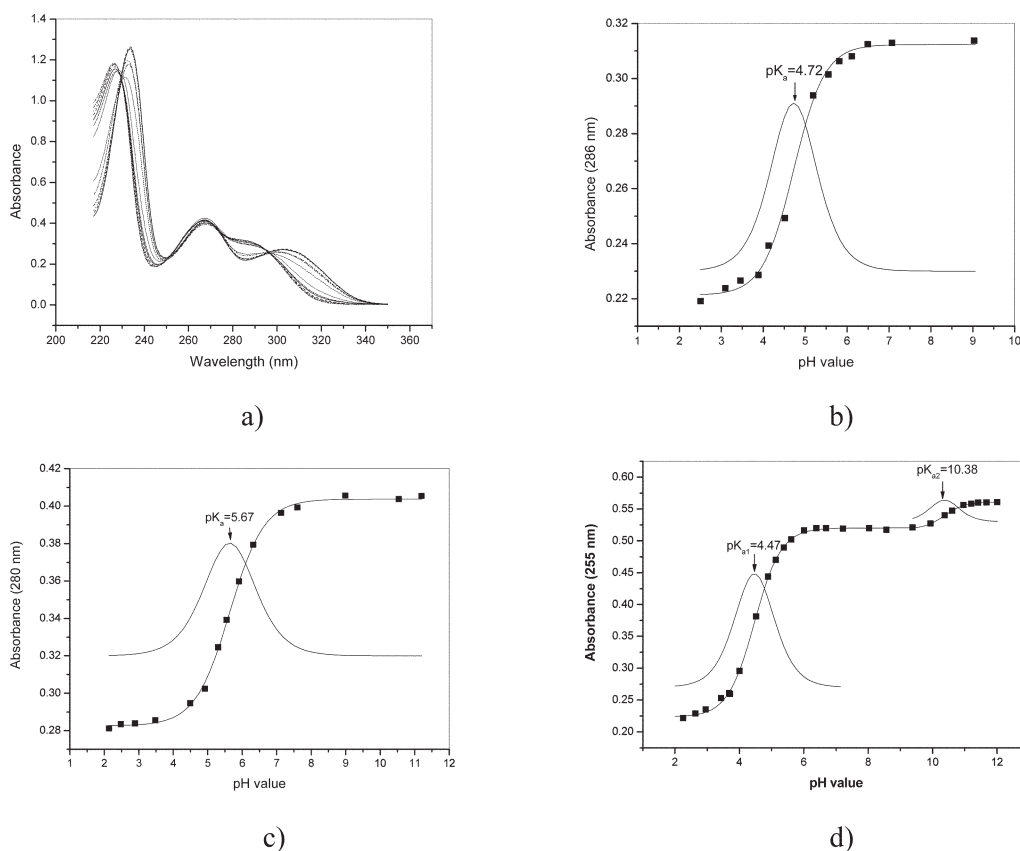 1.4
1.2
1.0
0.8
0.6
0.4
0.2
0.0
Absorbance
200 220 240 260 280 300 320 340 360
Wavelength (nm)
a)
0.32
0.30
0.28
0.26
0.24
0.22
Absorbance (286 nm)
pKa=4.72
1 2 3 4 5 6 7 8 9 10
pH value
b)
0.42
0.40
0.38
0.36
0.34
0.32
0.30
0.28
Absorbance (280 nm)
pKa=5.67
1 2 3 4 5 6 7 8 9 10 11 12
pH value
c)
0.60
0.55
0.50
0.45
0.40
0.35
0.30
0.25
0.20
Absorbance (255 nm)
pKa2=10.38
pKa1=4.47
2 4 6 8 10 12
pH value
d)